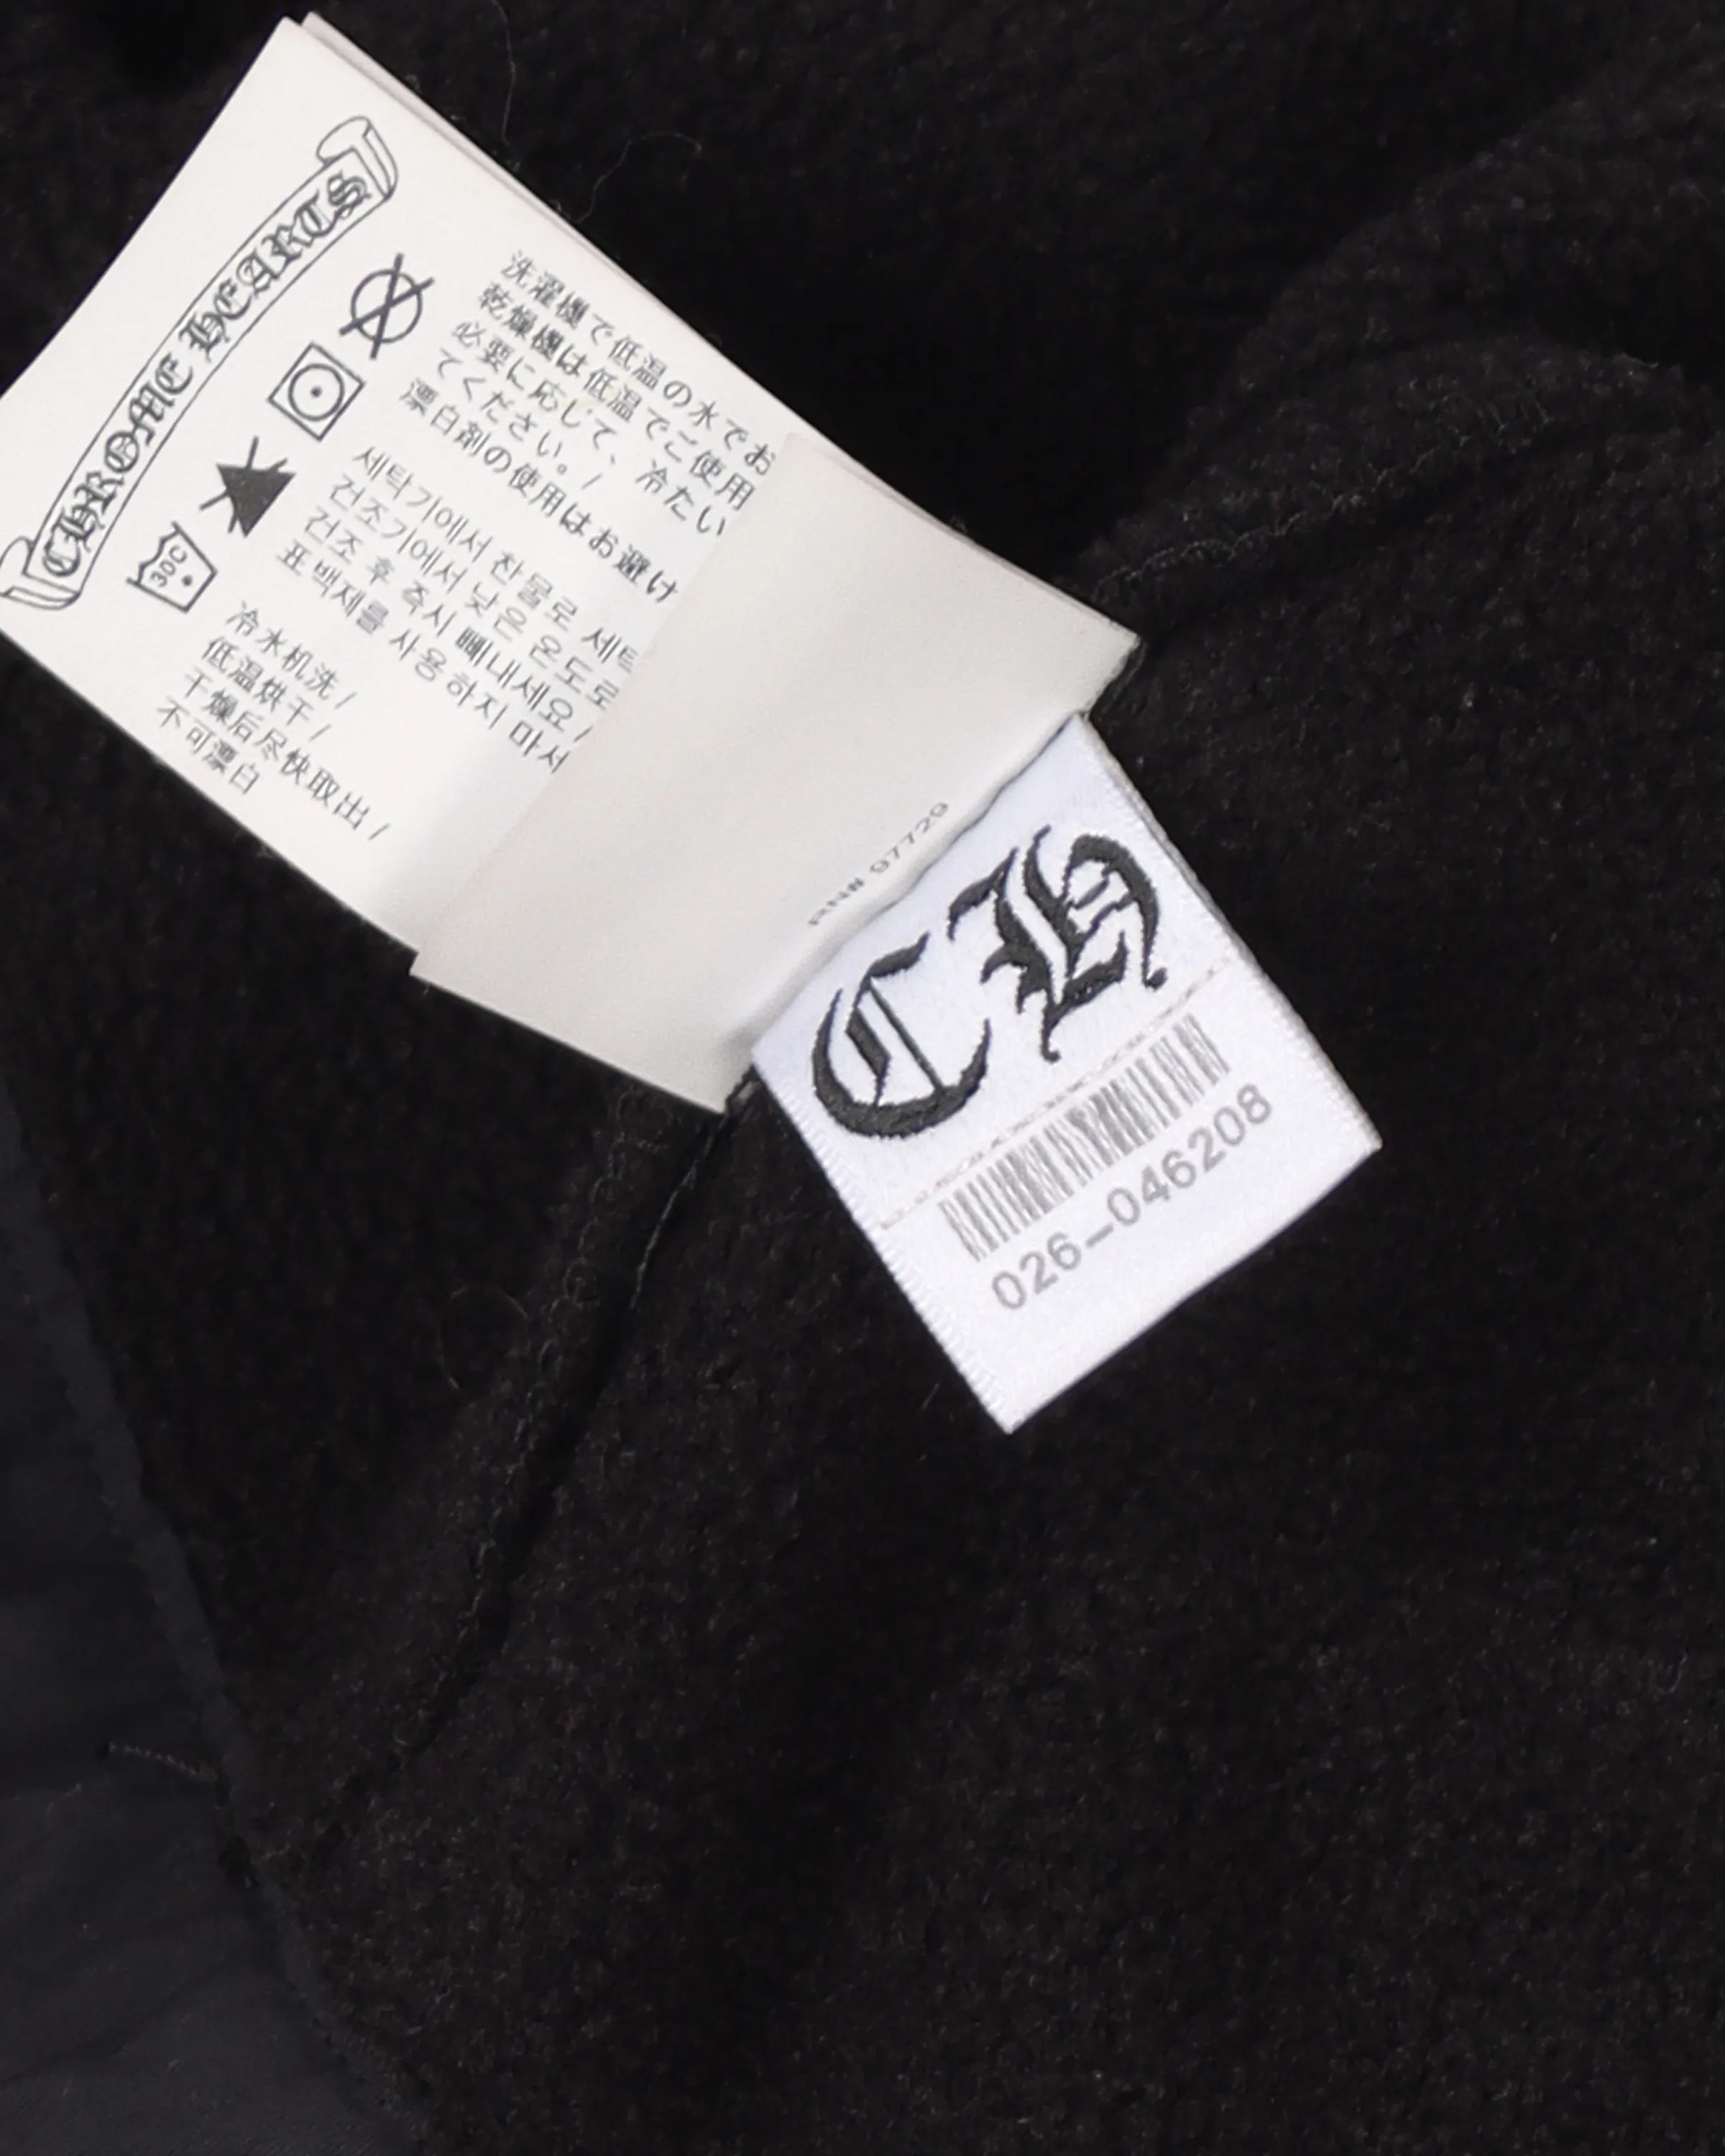 CHROME HEARTS
30C
洗濯機で低温の水でお
乾燥機は低温でご使用
必要に応じて、冷たい
てください。/
漂白剤の使用はお避け
세탁기에서 찬물로 세탁
건조기에서 낮은 온도로
건조 후 즉시 빼내세요 /
표백제를 사용하지 마서
冷水机洗 /
低温烘干 /
干燥后尽快取出 /
不可漂白
RN# 97729
CH
026-046208